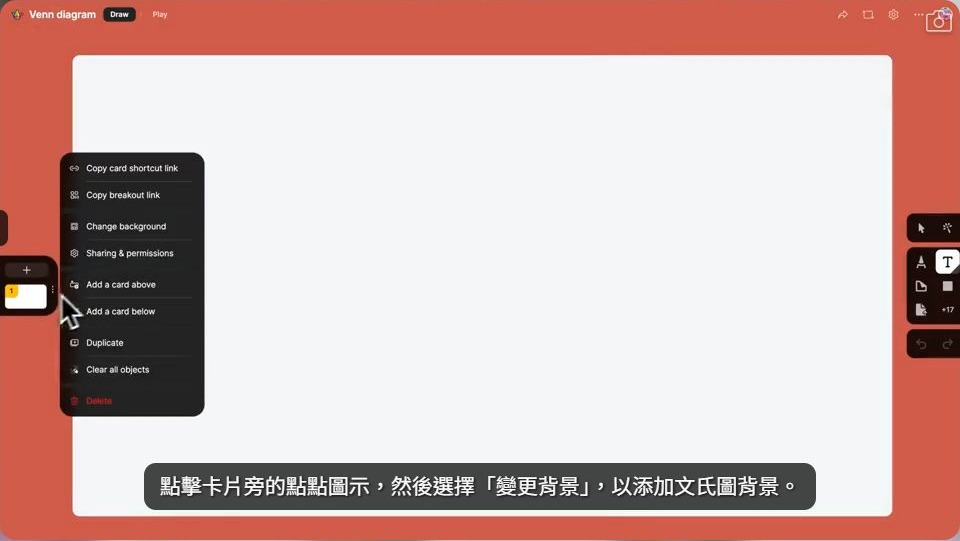 Venn diagram
Draw
Play
Copy card shortcut link
Copy breakout link
Change background
Sharing & permissions
Add a card above
Add a card below
Duplicate
Clear all objects
Delete
1
T
+17
點擊卡片旁的點點圖示，然後選擇「變更背景」，以添加文氏圖背景。